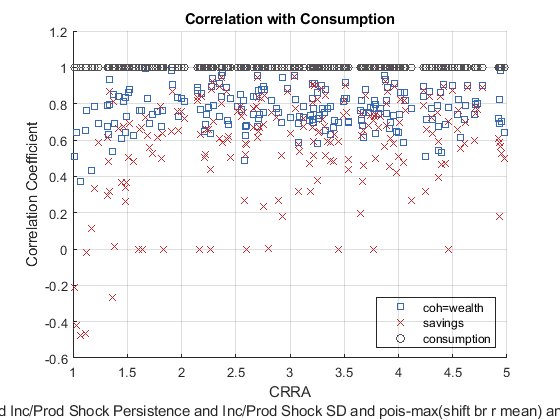 Correlation with Consumption
Correlation Coefficient
1.2
1
0.8
0.6
0.4
0.2
0
-0.2
-0.4
-0.6
coh=wealth
savings
consumption
1 1.5 2 2.5 3 3.5 4 4.5 5
CRRA
d Inc/Prod Shock Persistence and Inc/Prod Shock SD and pois-max(shift br r mean) an